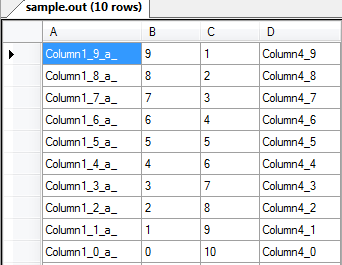 sample.out (10 rows)
A B C D
Column1_9_a_ 9 1 Column4_9
Column1_8_a_ 8 2 Column4_8
Column1_7_a_ 7 3 Column4_7
Column1_6_a_ 6 4 Column4_6
Column1_5_a_ 5 5 Column4_5
Column1_4_a_ 4 6 Column4_4
Column1_3_a_ 3 7 Column4_3
Column1_2_a_ 2 8 Column4_2
Column1_1_a_ 1 9 Column4_1
Column1_0_a_ 0 10 Column4_0